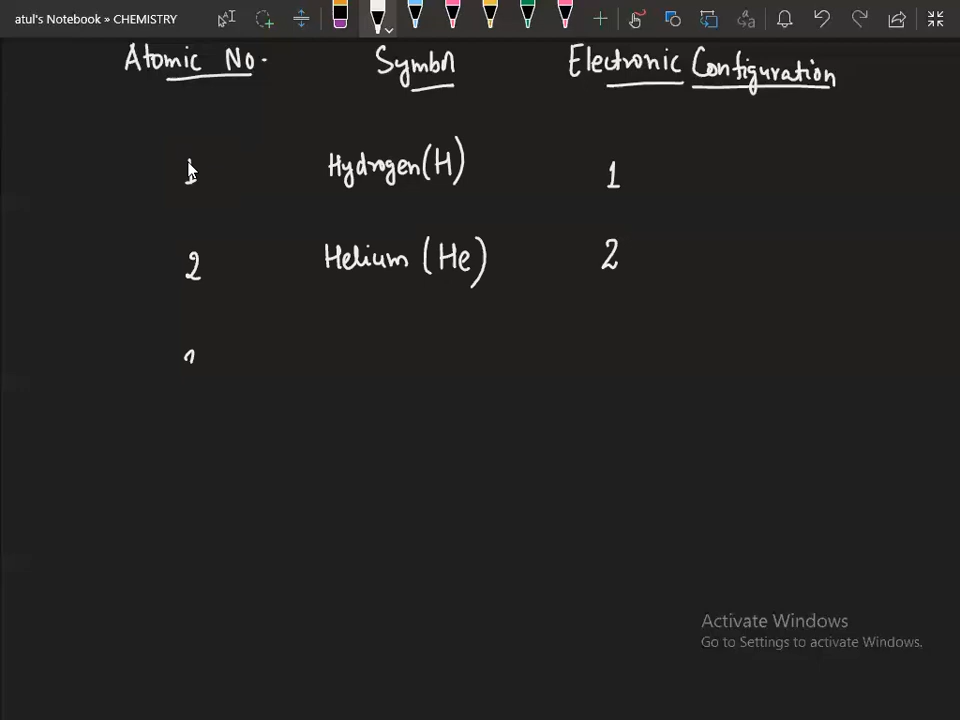 atul's Notebook » CHEMISTRY
Atomic No. Symbol Electronic Configuration
1 Hydrogen (H) 1
2 Helium (He) 2
Activate Windows
Go to Settings to activate Windows.